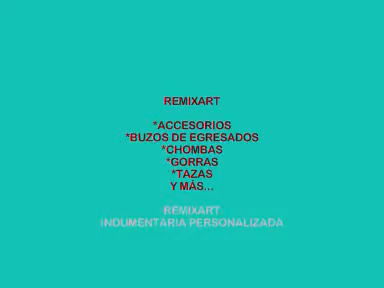 REMIXART
*ACCESORIOS
*BUZOS DE EGRESADOS
*CHOMBAS
*GORRAS
*TAZAS
Y MÁS...
REMIXART
INDUMENTARIA PERSONALIZADA